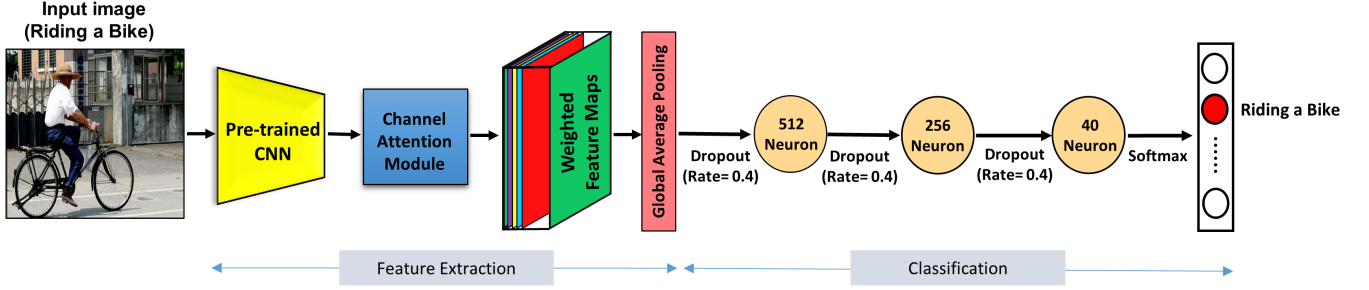 Input image
(Riding a Bike)
Pre-trained
CNN
Channel
Attention
Module
Weighted
Feature Maps
Global Average Pooling
Dropout
(Rate= 0.4)
512
Neuron
Dropout
(Rate= 0.4)
256
Neuron
Dropout
(Rate= 0.4)
40
Neuron
Softmax
Riding a Bike
Feature Extraction
Classification